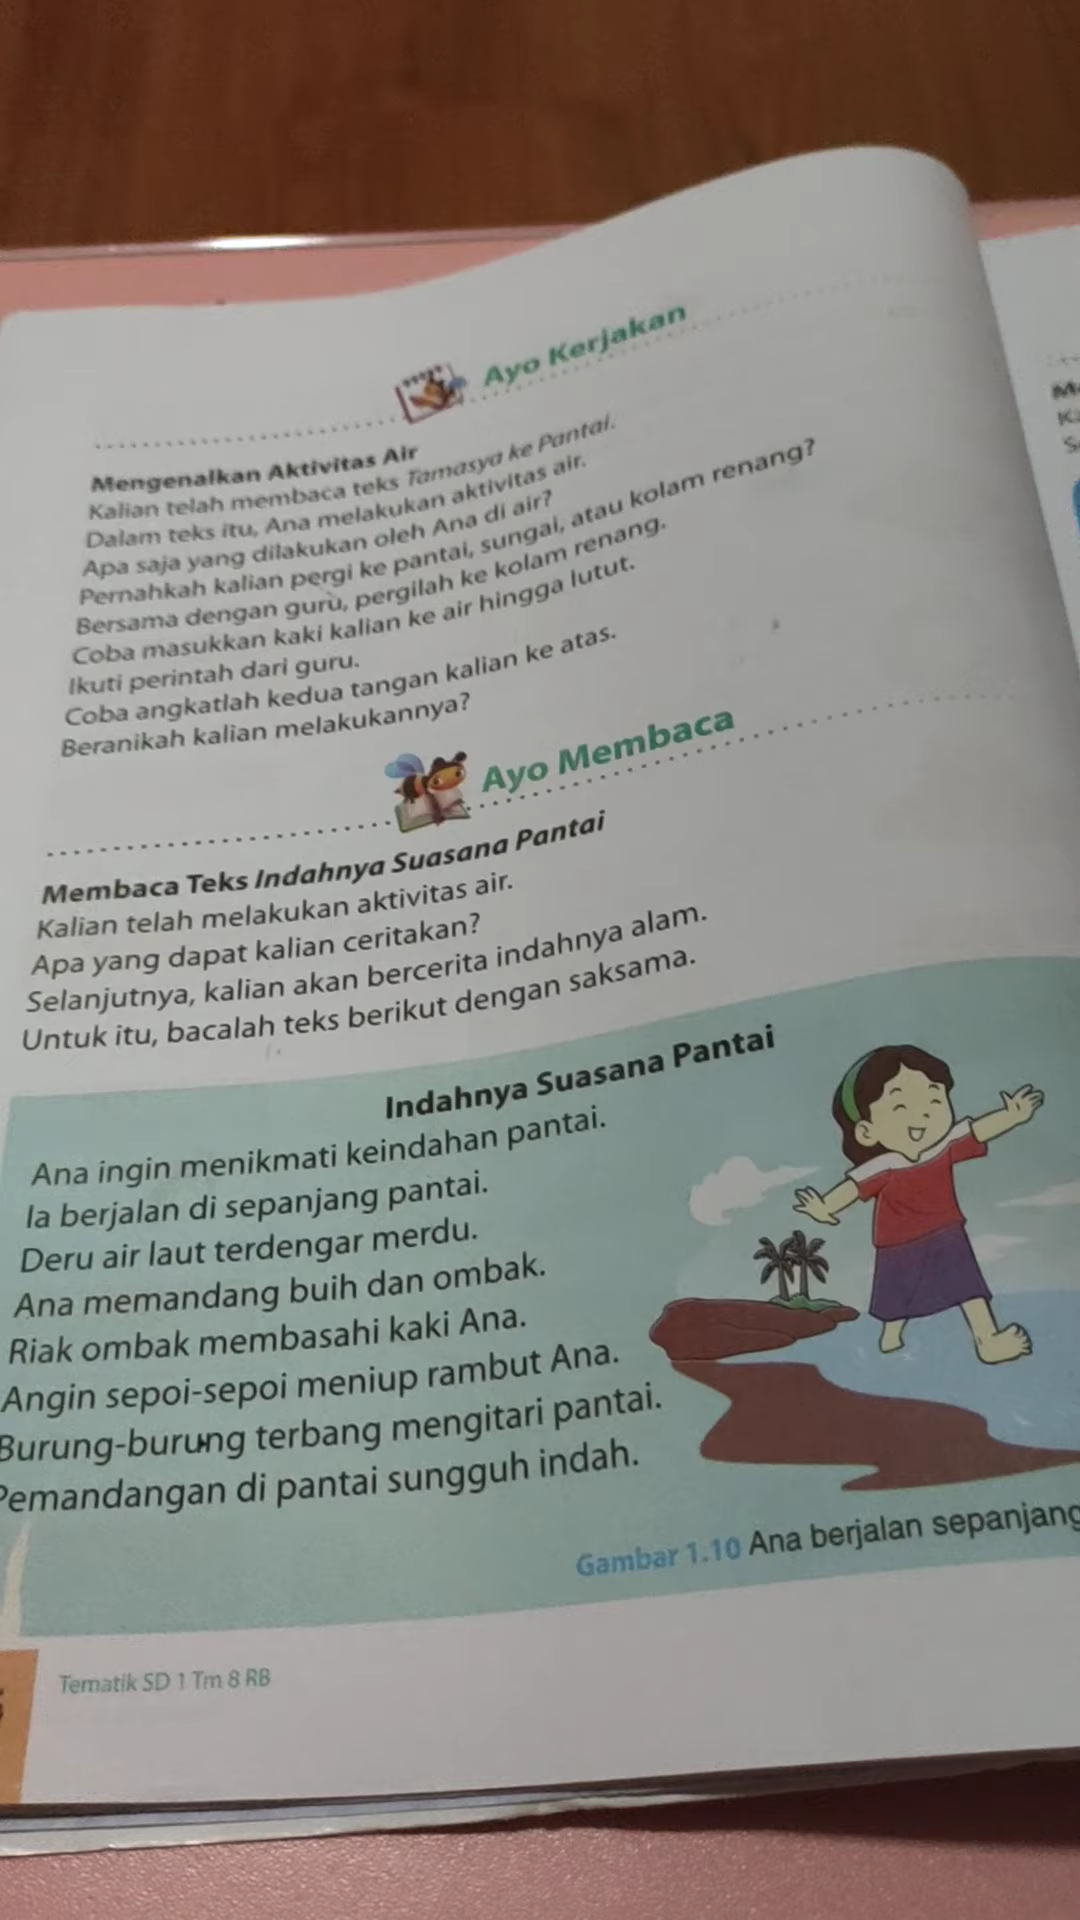 Ayo Kerjakan
Mengenalkan Aktivitas Air
Kalian telah membaca teks Tamasya ke Pantai.
Dalam teks itu, Ana melakukan aktivitas air.
Apa saja yang dilakukan oleh Ana di air?
Pernahkah kalian pergi ke pantai, sungai, atau kolam renang?
Bersama dengan guru, pergilah ke kolam renang.
Coba masukkan kaki kalian ke air hingga lutut.
Ikuti perintah dari guru.
Coba angkatlah kedua tangan kalian ke atas.
Beranikah kalian melakukannya?
Ayo Membaca
Membaca Teks Indahnya Suasana Pantai
Kalian telah melakukan aktivitas air.
Apa yang dapat kalian ceritakan?
Selanjutnya, kalian akan bercerita indahnya alam.
Untuk itu, bacalah teks berikut dengan saksama.
Indahnya Suasana Pantai
Ana ingin menikmati keindahan pantai.
Ia berjalan di sepanjang pantai.
Deru air laut terdengar merdu.
Ana memandang buih dan ombak.
Riak ombak membasahi kaki Ana.
Angin sepoi-sepoi meniup rambut Ana.
Burung-burung terbang mengitari pantai.
Pemandangan di pantai sungguh indah.
Gambar 1.10 Ana berjalan sepanjang
Tematik SD 1 Tm 8 RB